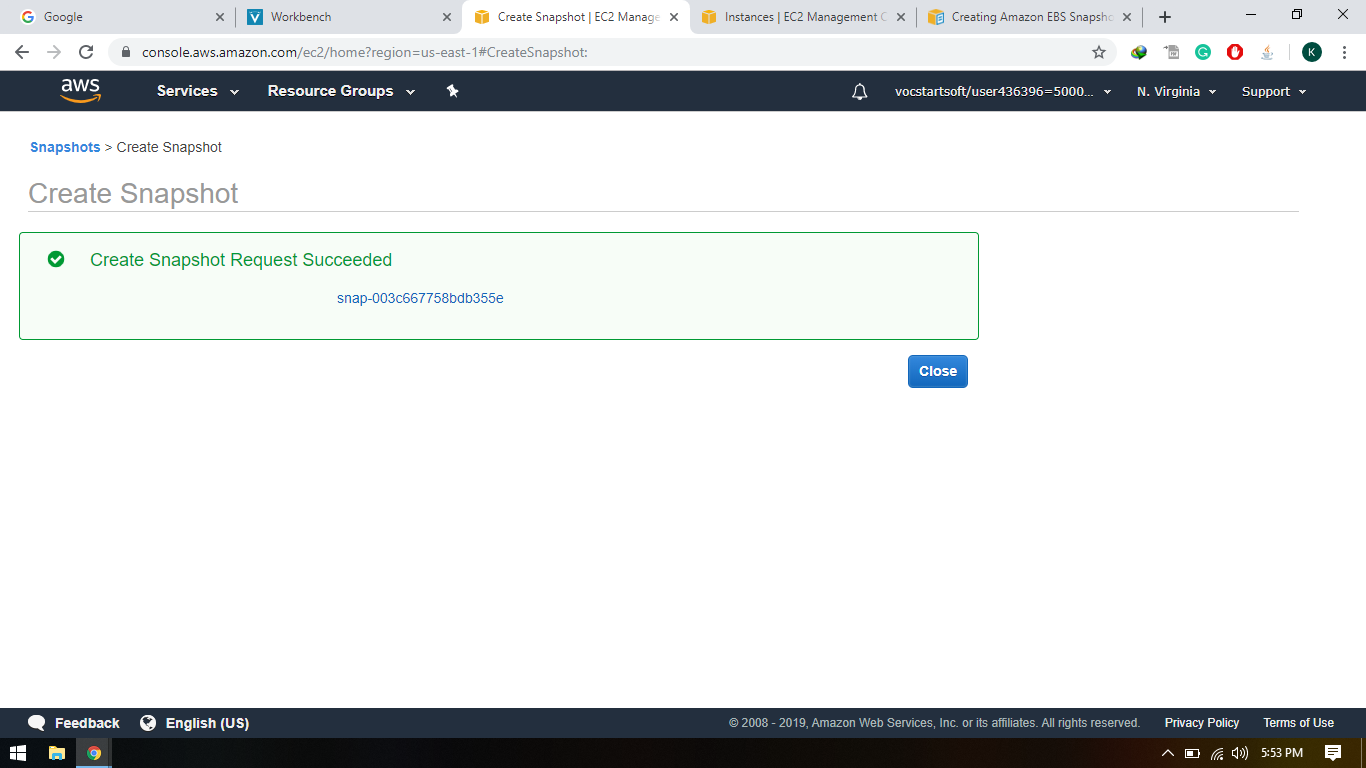 Google
Workbench
Create Snapshot | EC2 Manage
Instances | EC2 Management C
Creating Amazon EBS Snapsho
console.aws.amazon.com/ec2/home?region=us-east-1#CreateSnapshot:
K
aws
Services
Resource Groups
vocstartsoft/user436396=5000...
N. Virginia
Support
Snapshots > Create Snapshot
Create Snapshot
Create Snapshot Request Succeeded
snap-003c667758bdb355e
Close
Feedback
English (US)
© 2008 - 2019, Amazon Web Services, Inc. or its affiliates. All rights reserved.
Privacy Policy
Terms of Use
5:53 PM